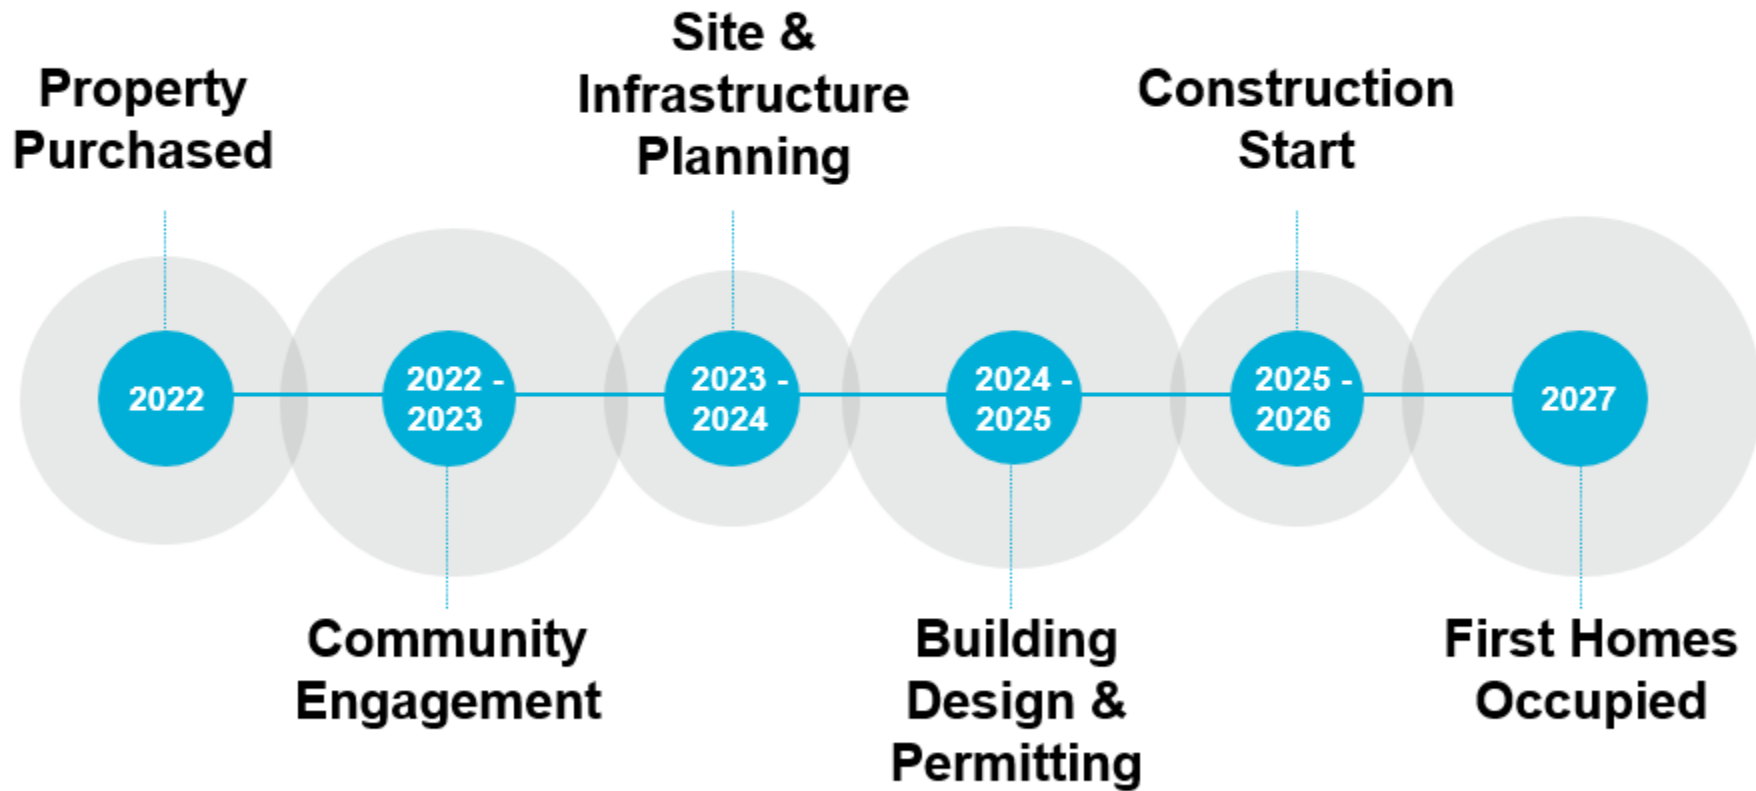 Property
Purchased
2022
Community
Engagement
2022 -
2023
Site &
Infrastructure
Planning
2023 -
2024
Building
Design &
Permitting
2024 -
2025
Construction
Start
2025 -
2026
First Homes
Occupied
2027